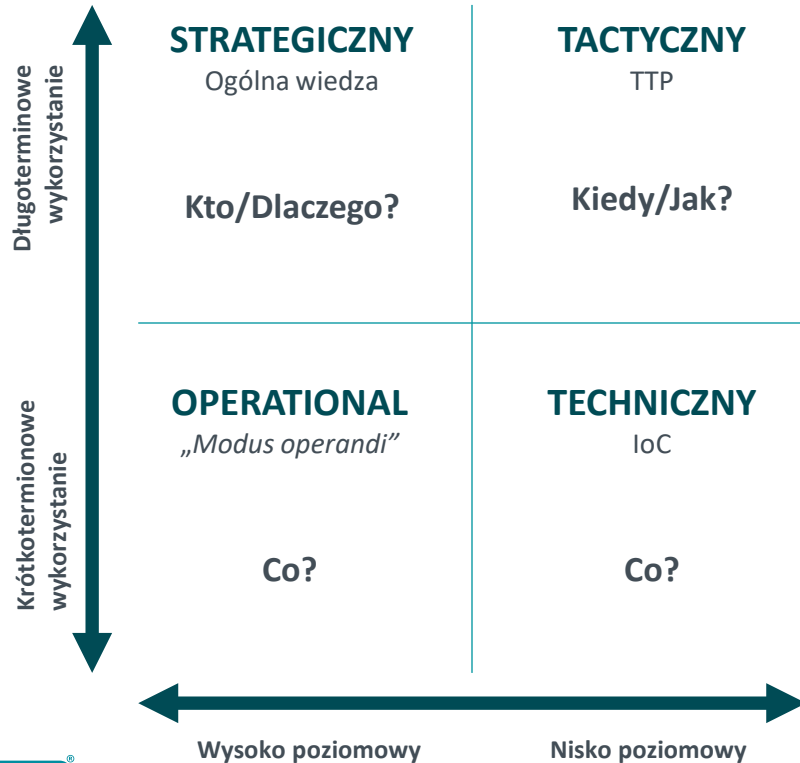 Długoterminowe
wykorzystanie
STRATEGICZNY
Ogólna wiedza
Kto/Dlaczego?
TACTYCZNY
TTP
Kiedy/Jak?
Krótkotermionowe
wykorzystanie
OPERATIONAL
„Modus operandi”
Co?
TECHNICZNY
IoC
Co?
Wysoko poziomowy
Nisko poziomowy
®